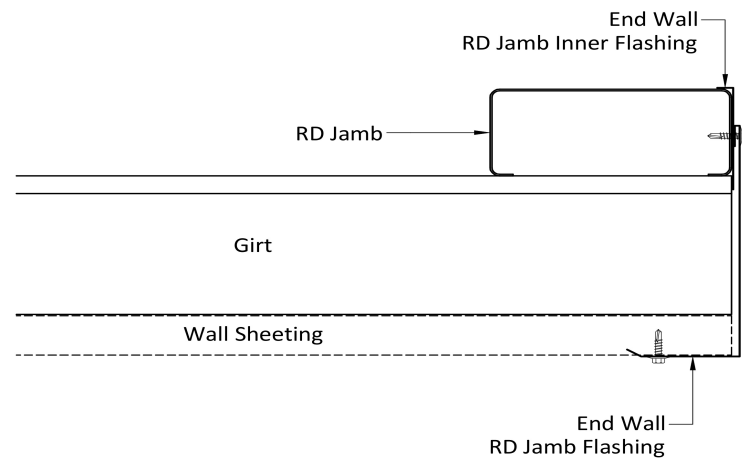 End Wall
RD Jamb Inner Flashing
RD Jamb
Girt
Wall Sheeting
End Wall
RD Jamb Flashing